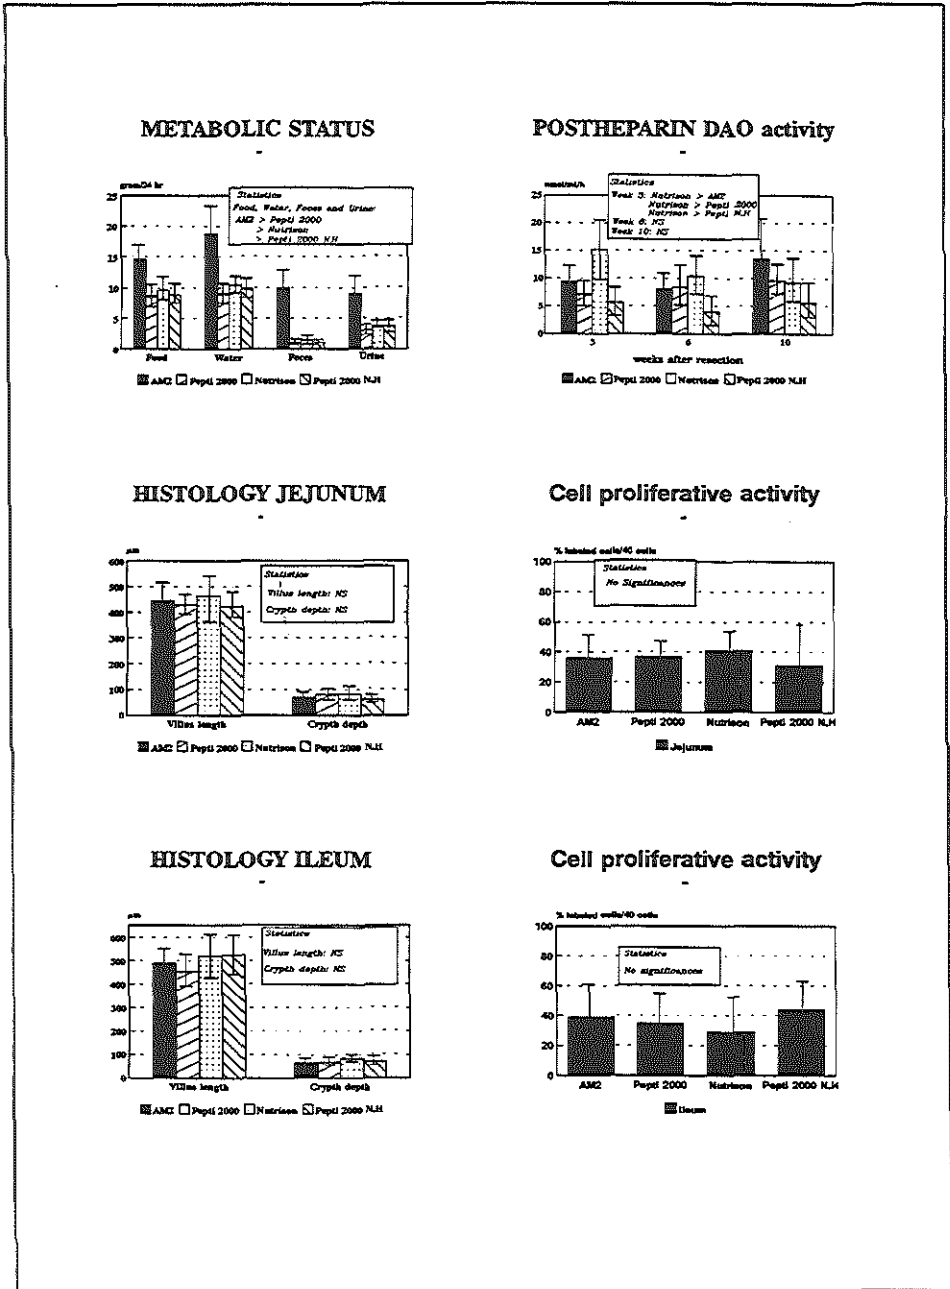 METABOLIC STATUS
gram/24 hr
25
20
15
10
5
0
Statistics
Food, Water, Feces and Urine:
AM2 > Pepti 2000
> Nutrison
> Pepti 2000 N.H
Food Water Feces Urine
AM2 Pepti 2000 Nutrison Pepti 2000 N.H
POSTHEPARIN DAO activity
nmol/ml/h
25
20
15
10
5
0
Statistics
Week 3: Nutrison > AM2
Nutrison > Pepti 2000
Nutrison > Pepti N.H
Week 6: NS
Week 10: NS
3 6 10
weeks after resection
AM2 Pepti 2000 Nutrison Pepti 2000 N.H
HISTOLOGY JEJUNUM
µm
600
500
400
300
200
100
0
Statistics
Villus length: NS
Crypth depth: NS
Villus length Crypth depth
AM2 Pepti 2000 Nutrison Pepti 2000 N.H
Cell proliferative activity
% labeled cells/40 cells
100
80
60
40
20
0
Statistics
No Significances
AM2 Pepti 2000 Nutrison Pepti 2000 N.H
Jejunum
HISTOLOGY ILEUM
µm
600
500
400
300
200
100
0
Statistics
Villus length: NS
Crypth depth: NS
Villus length Crypth depth
AM2 Pepti 2000 Nutrison Pepti 2000 N.H
Cell proliferative activity
% labeled cells/40 cells
100
80
60
40
20
0
Statistics
No significances
AM2 Pepti 2000 Nutrison Pepti 2000 N.H
Ileum